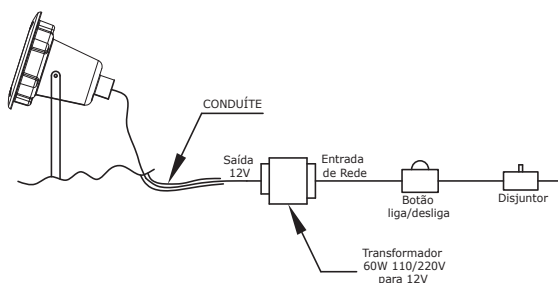 CONDUÍTE
Saída
12V
Entrada
de Rede
Botão
liga/desliga
Disjuntor
Transformador
60W 110/220V
para 12V